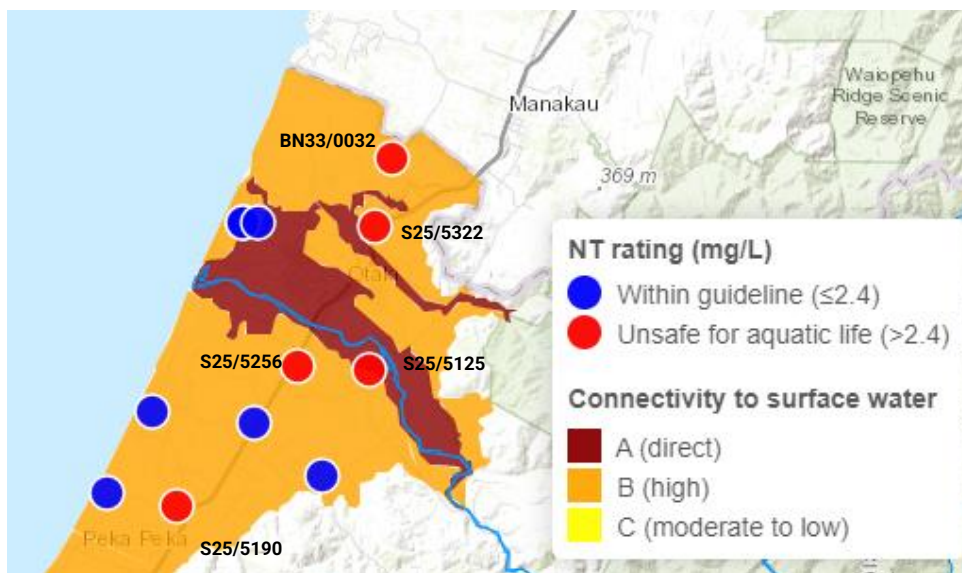 Waiopehu
Ridge Scenic
Reserve
Manakau
BN33/0032
369 m
S25/5322
Otaki
S25/5256
S25/5125
Peka Peka
S25/5190
NT rating (mg/L)
Within guideline (≤2.4)
Unsafe for aquatic life (>2.4)
Connectivity to surface water
A (direct)
B (high)
C (moderate to low)